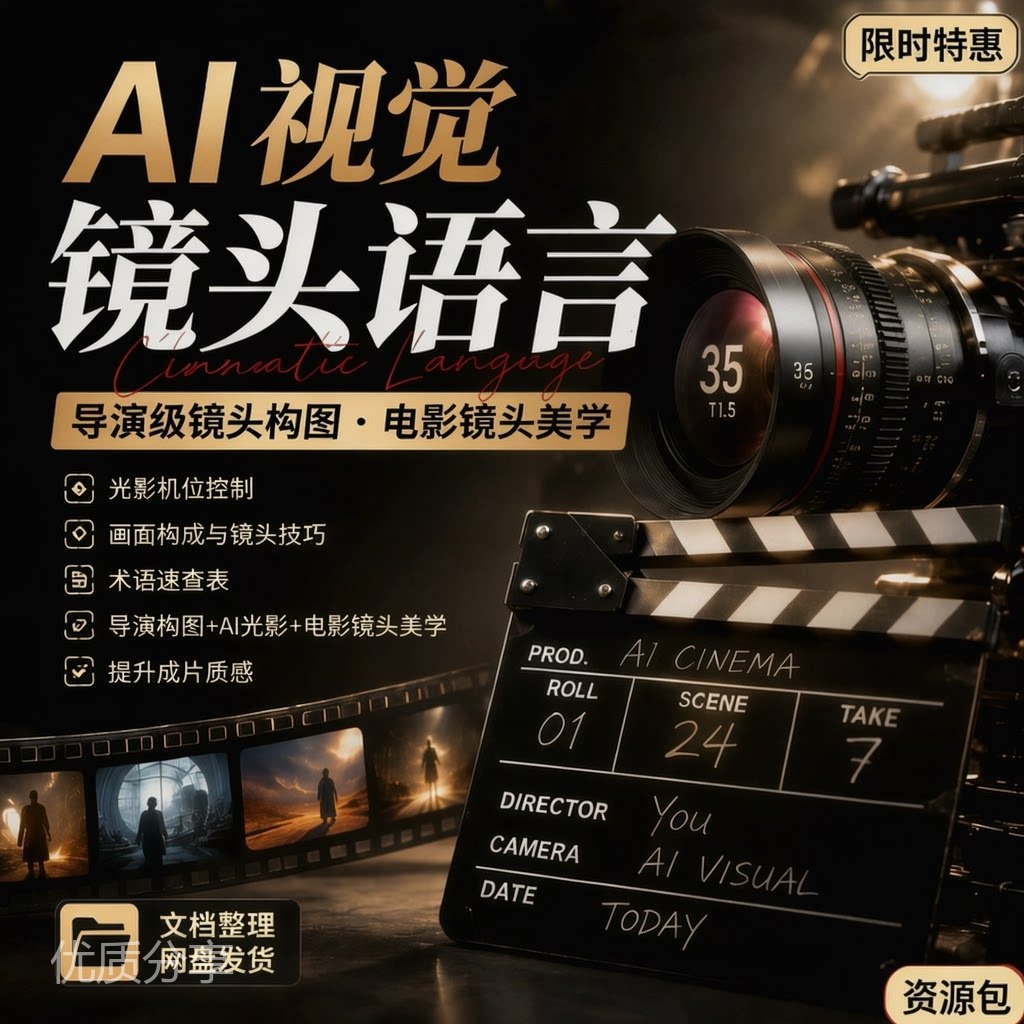 限时特惠
AI视觉
镜头语言
Cinematic Language
导演级镜头构图·电影镜头美学
光影机位控制
画面构成与镜头技巧
术语速查表
导演构图+AI光影+电影镜头美学
提升成片质感
35
T1.5
35
PROD. AI CINEMA
ROLL SCENE TAKE
01 24 7
DIRECTOR You
CAMERA AI VISUAL
DATE TODAY
文档整理
网盘发货
优质分享
资源包